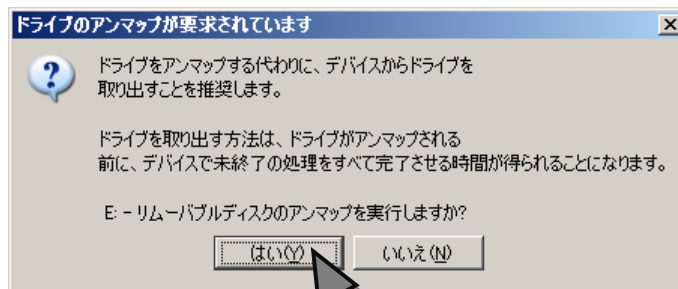 ドライブのアンマップが要求されています
ドライブをアンマップする代わりに、デバイスからドライブを
取り出すことを推奨します。
ドライブを取り出す方法は、ドライブがアンマップされる
前に、デバイスで未終了の処理をすべて完了させる時間が得られることになります。
E: - リムーバブルディスクのアンマップを実行しますか?
はい(Y) いいえ(N)